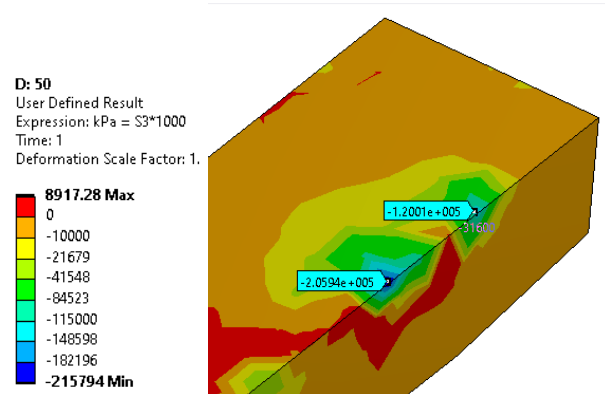 D: 50
User Defined Result
Expression: kPa = S3*1000
Time: 1
Deformation Scale Factor: 1.
8917.28 Max
0
-10000
-21679
-41548
-84523
-115000
-148598
-182196
-215794 Min
-1.2001e+005
-31600
-2.0594e+005